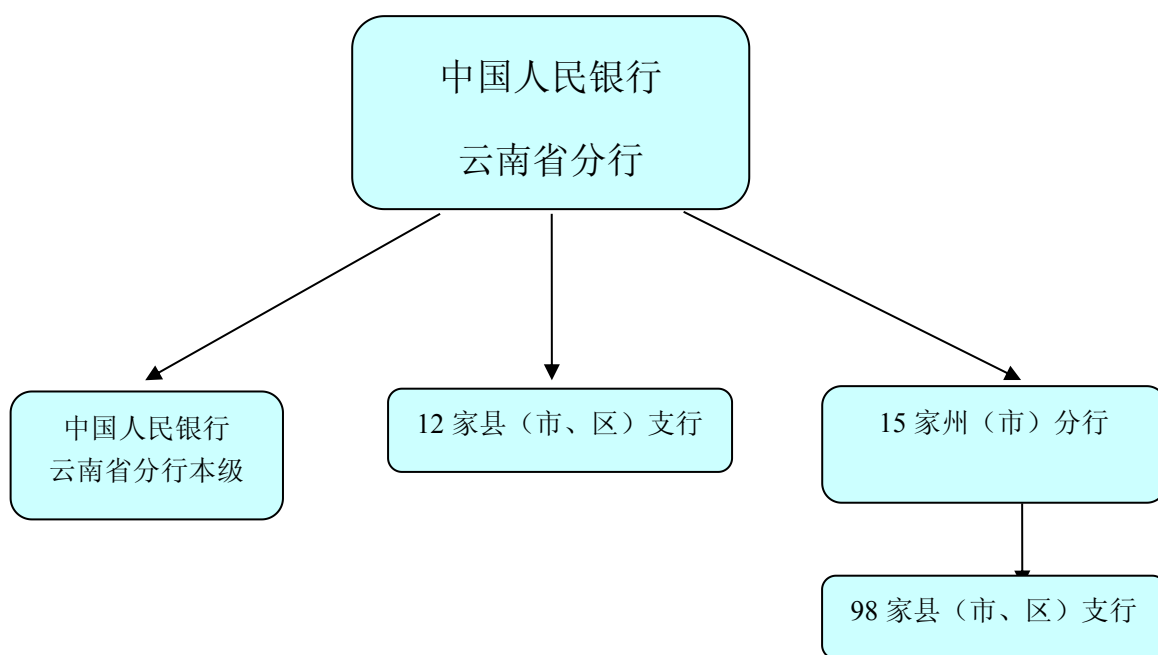 中国人民银行
云南省分行
中国人民银行
云南省分行本级
12 家县（市、区）支行
15 家州（市）分行
98 家县（市、区）支行